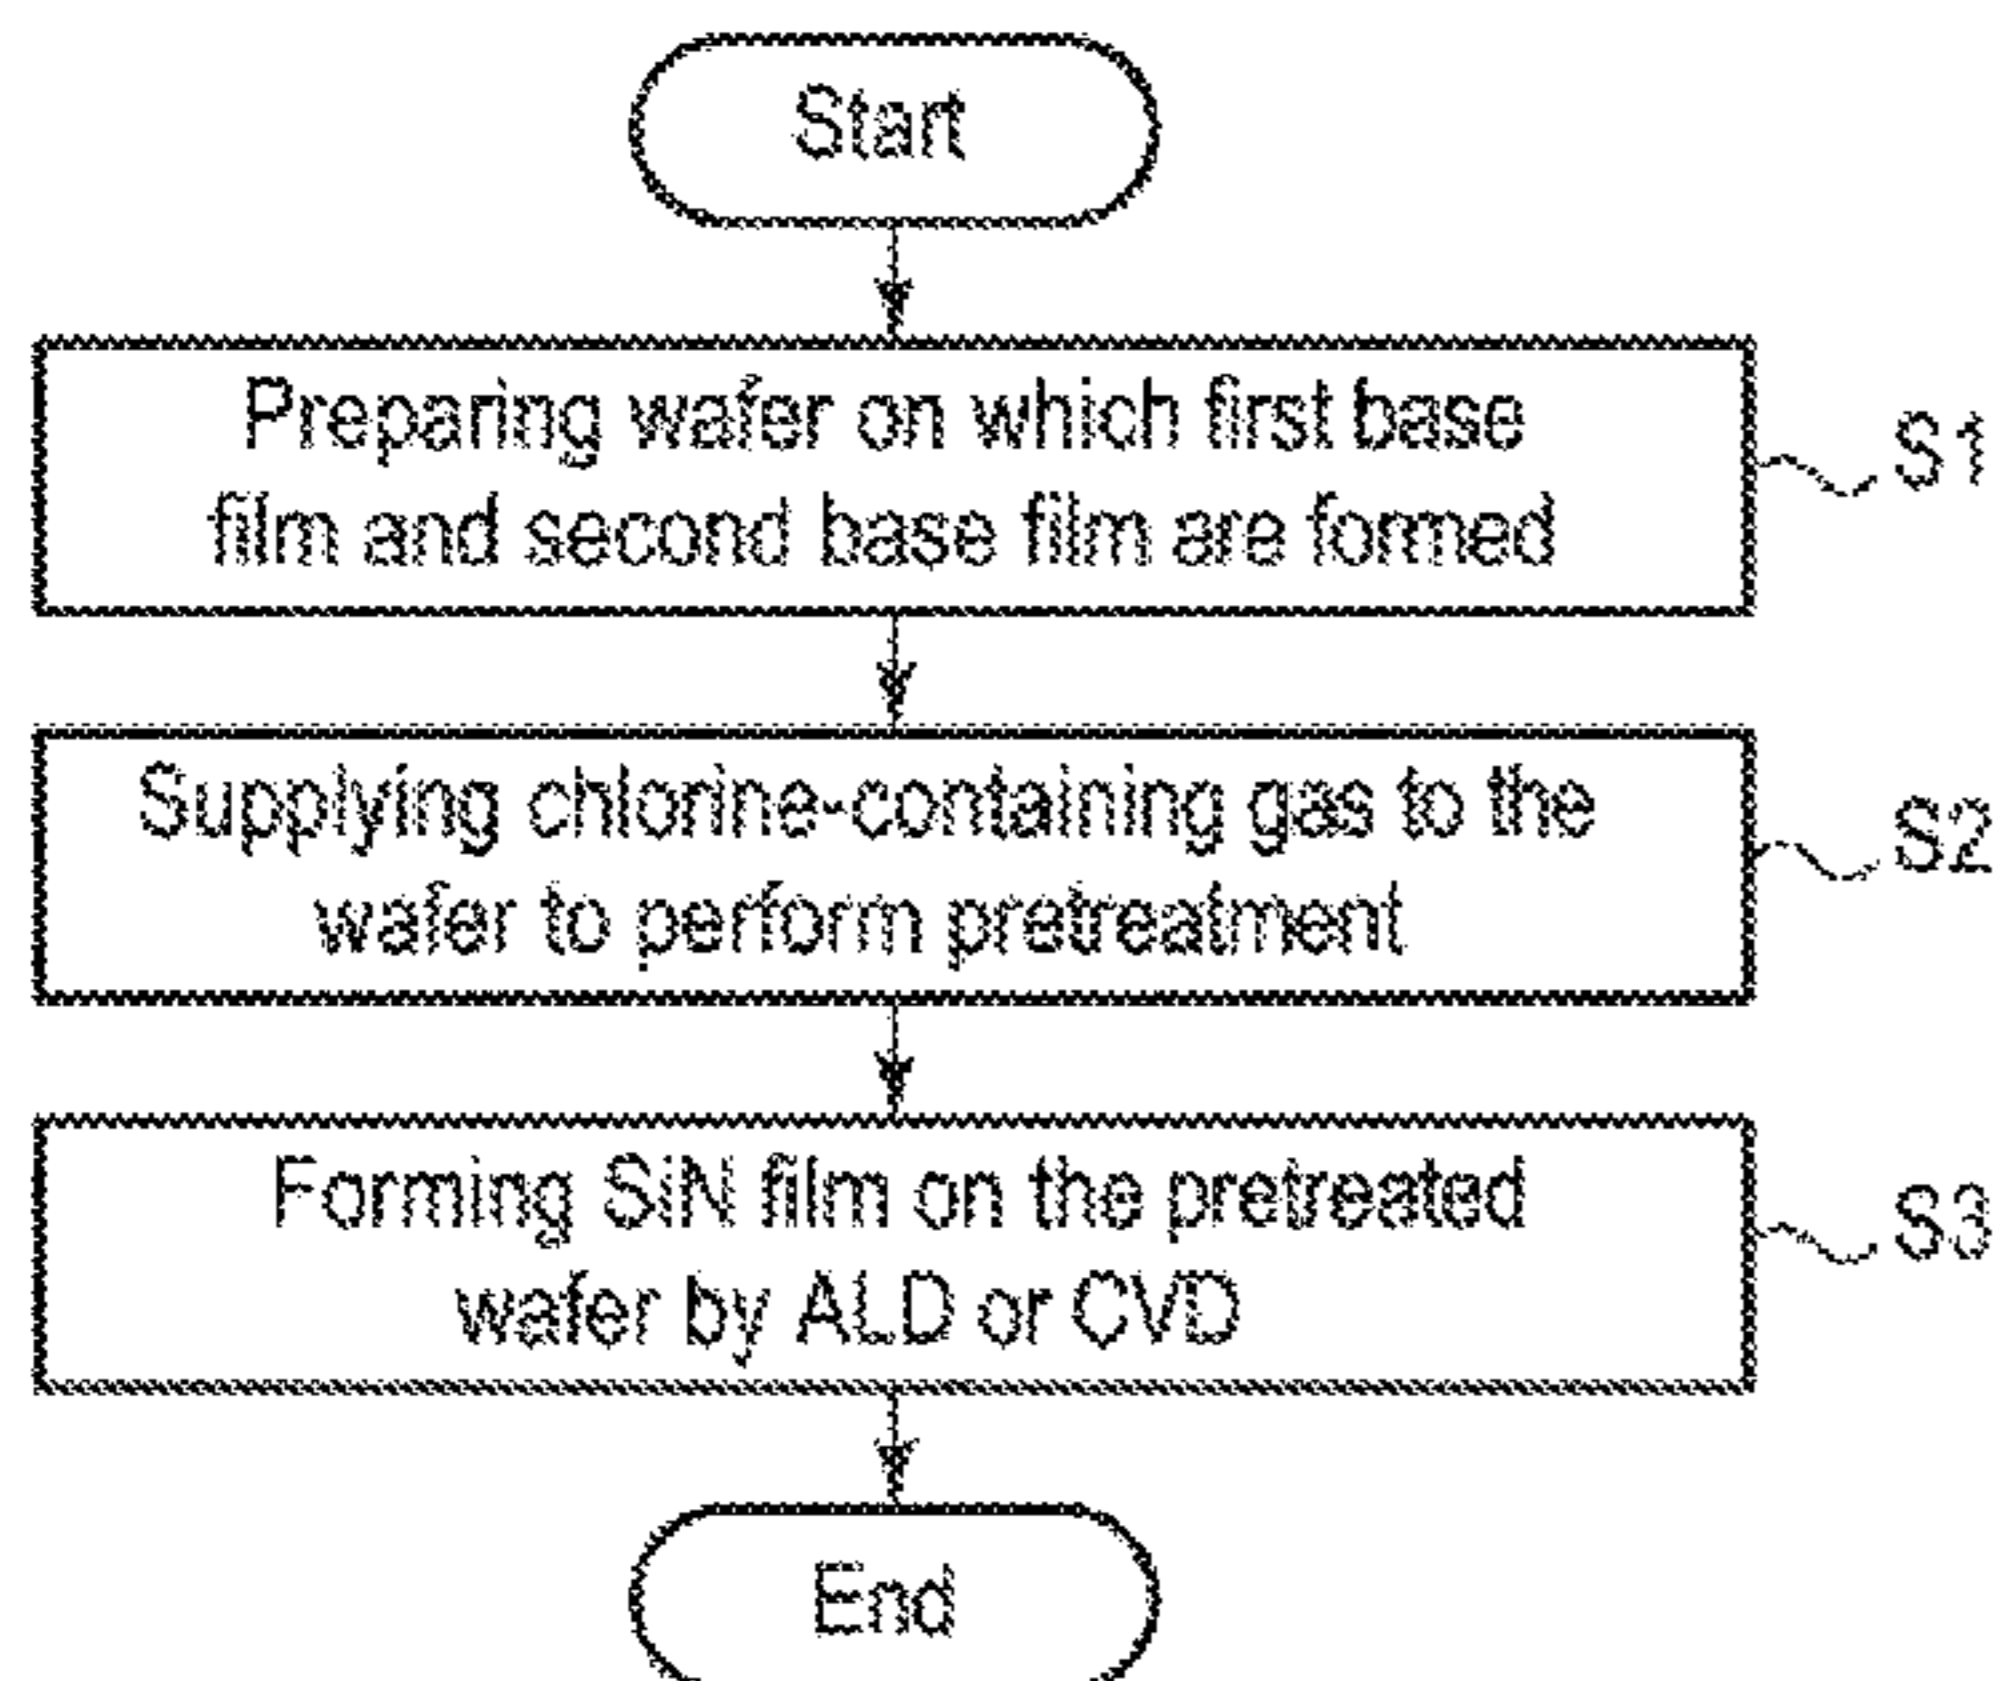 Start
Preparing wafer on which first base
film and second base film are formed
S1
Supplying chlorine-containing gas to the
wafer to perform pretreatment
S2
Forming SiN film on the pretreated
wafer by ALD or CVD
S3
End